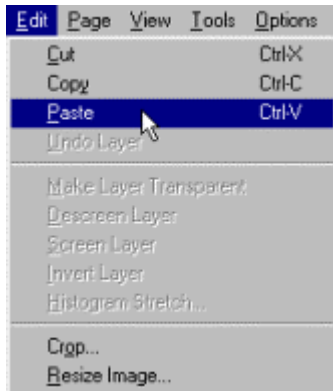 Edit Page View Tools Options
Cut Ctrl-X
Copy Ctrl-C
Paste Ctrl-V
Undo Layer
Make Layer Transparent
Descreen Layer
Screen Layer
Invert Layer
Histogram Stretch...
Crop...
Resize Image...